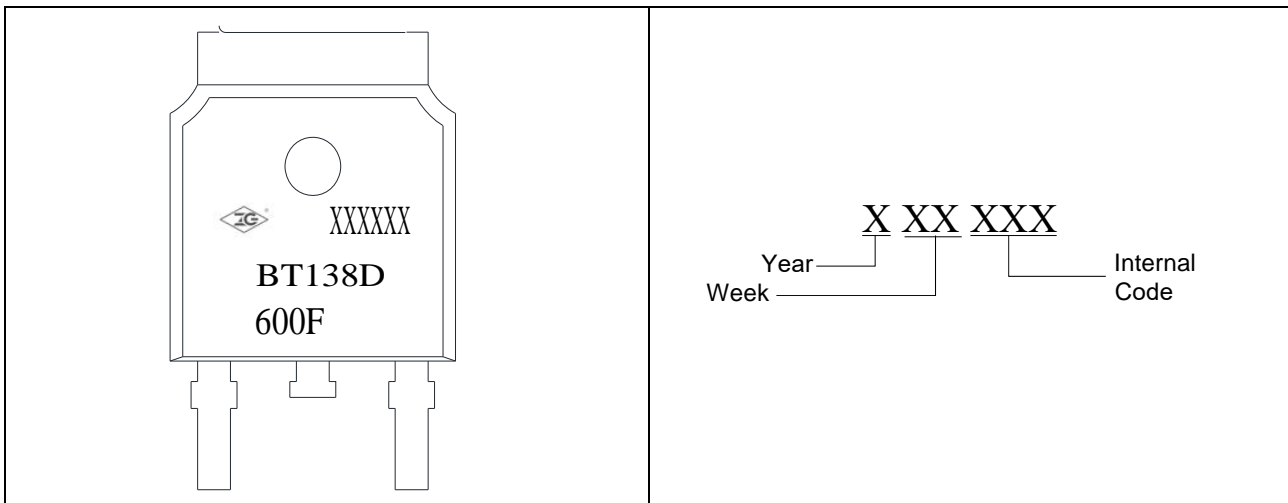 XXXXXX
BT138D
600F
X XX XXX
Year
Week
Internal
Code